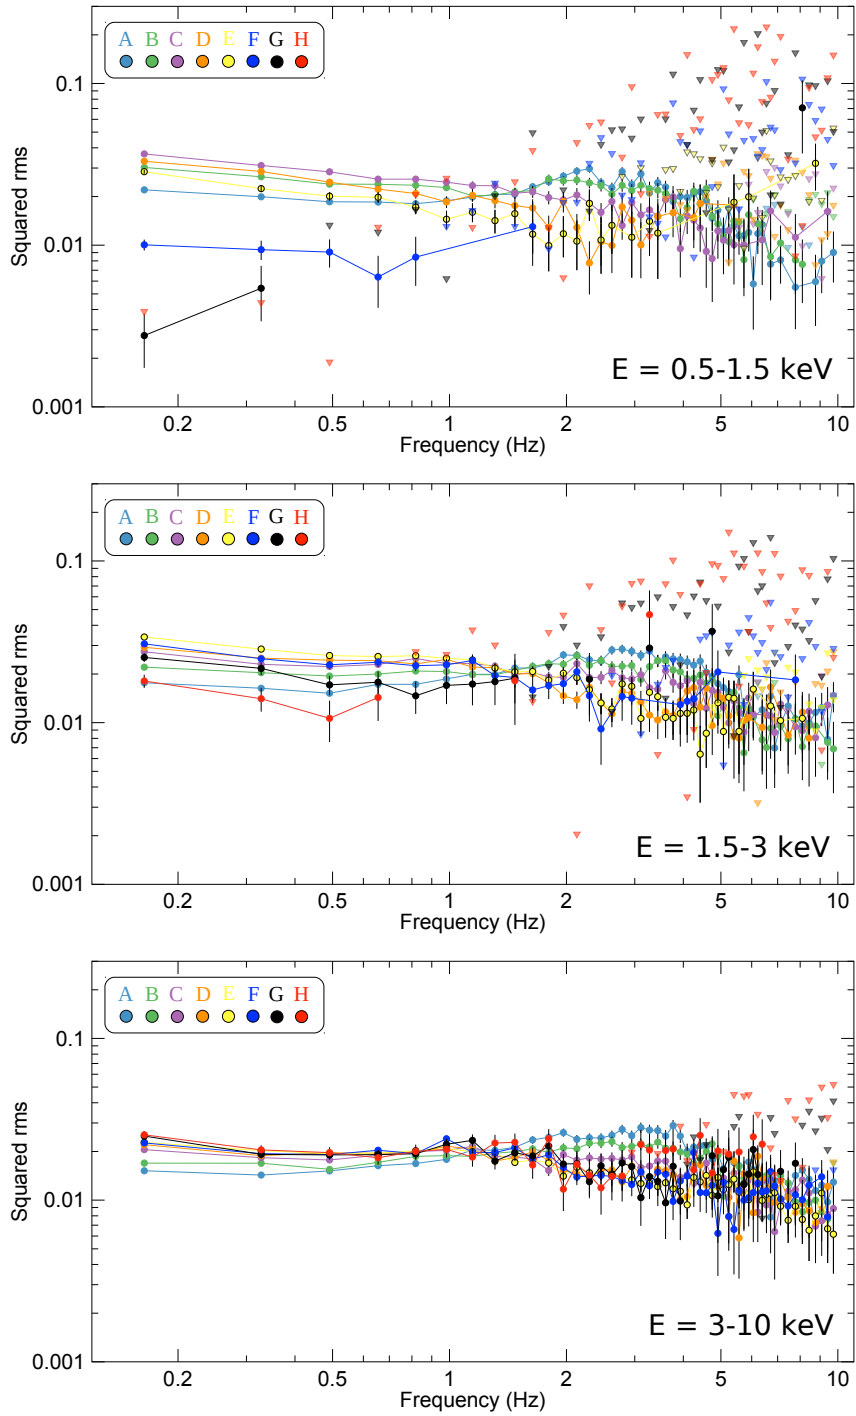 A B C D E F G H
0.1
0.01
0.001
Squared rms
E = 0.5-1.5 keV
0.2 0.5 1 2 5 10
Frequency (Hz)
A B C D E F G H
0.1
0.01
0.001
Squared rms
E = 1.5-3 keV
0.2 0.5 1 2 5 10
Frequency (Hz)
A B C D E F G H
0.1
0.01
0.001
Squared rms
E = 3-10 keV
0.2 0.5 1 2 5 10
Frequency (Hz)